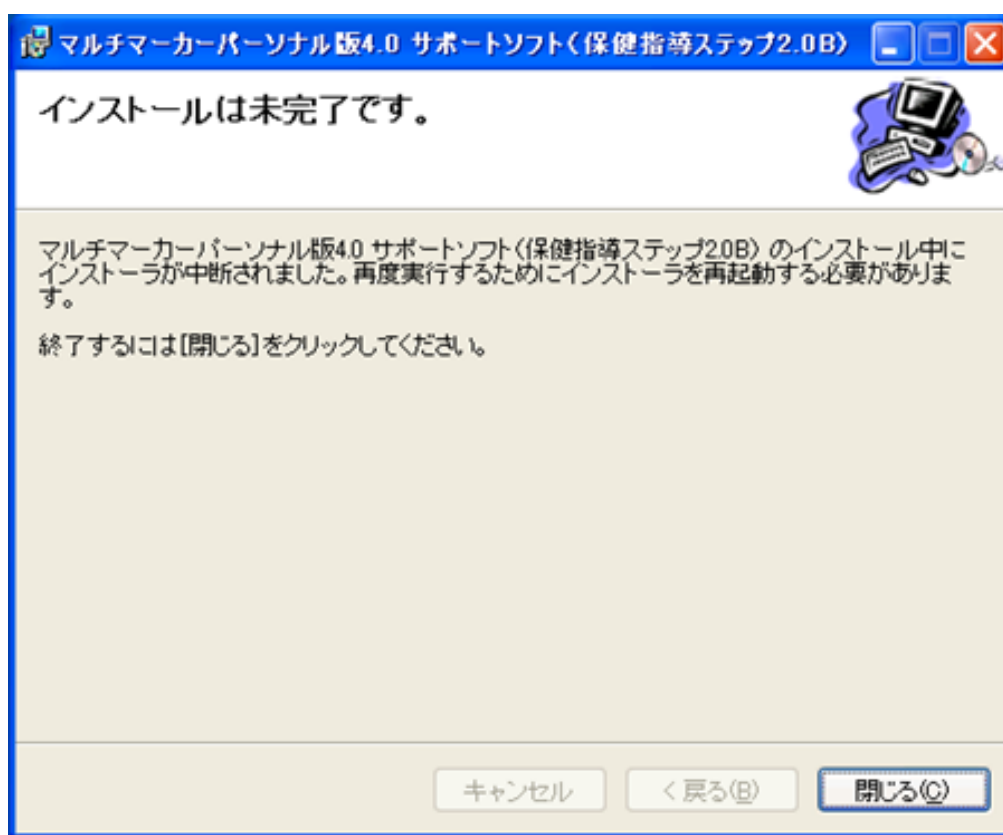 マルチマーカーパーソナル版4.0 サポートソフト(保健指導ステップ2.0B)
インストールは未完了です。
マルチマーカーパーソナル版4.0 サポートソフト(保健指導ステップ2.0B) のインストール中に
インストーラが中断されました。再度実行するためにインストーラを再起動する必要がありま
す。
終了するには[閉じる]をクリックしてください。
キャンセル
< 戻る(B)
閉じる(C)